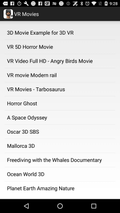 9:39
VR Movies
3D Movie Example for 3D VR
VR 5D Horror Movie
VR Video Full HD - Angry Birds Movie
VR movie Modern rail
VR Movies - Tarbosaurus
Horror Ghost
A Space Odyssey
Oscar 3D SBS
Mallorca 3D
Freediving with the Whales Documentary
Ocean World 3D
Planet Earth Amazing Nature